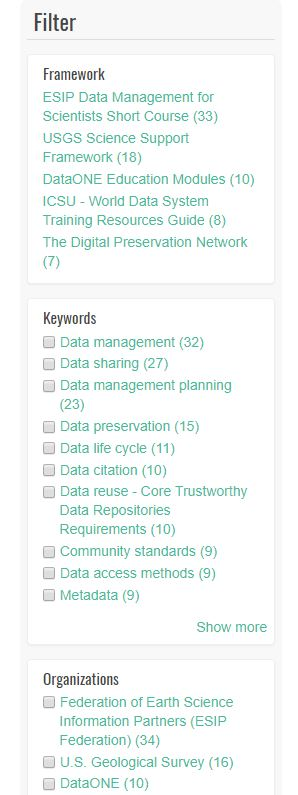 Filter
Framework
ESIP Data Management for
Scientists Short Course (33)
USGS Science Support
Framework (18)
DataONE Education Modules (10)
ICSU - World Data System
Training Resources Guide (8)
The Digital Preservation Network
(7)
Keywords
Data management (32)
Data sharing (27)
Data management planning
(23)
Data preservation (15)
Data life cycle (11)
Data citation (10)
Data reuse - Core Trustworthy
Data Repositories
Requirements (10)
Community standards (9)
Data access methods (9)
Metadata (9)
Show more
Organizations
Federation of Earth Science
Information Partners (ESIP
Federation) (34)
U.S. Geological Survey (16)
DataONE (10)